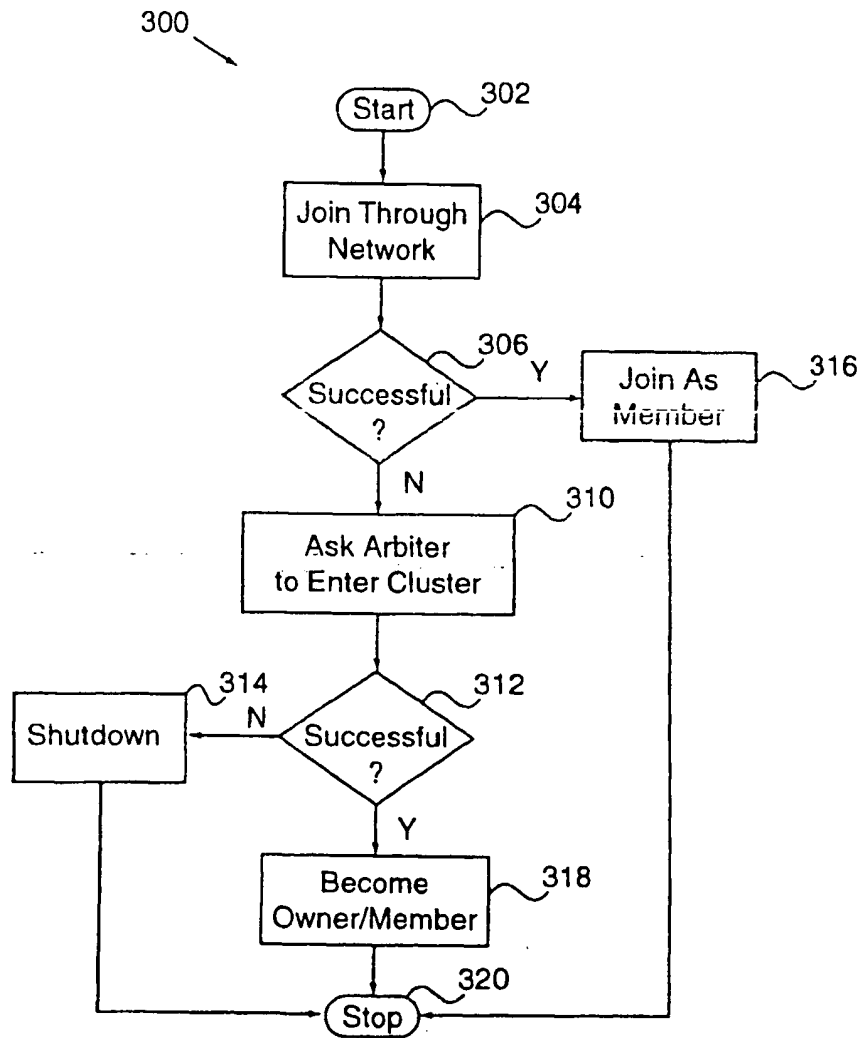 300
Start
302
Join Through
Network
304
306
Successful
?
Y
Join As
Member
316
N
310
Ask Arbiter
to Enter Cluster
314
312
Shutdown
N
Successful
?
Y
Become
Owner/Member
318
320
Stop